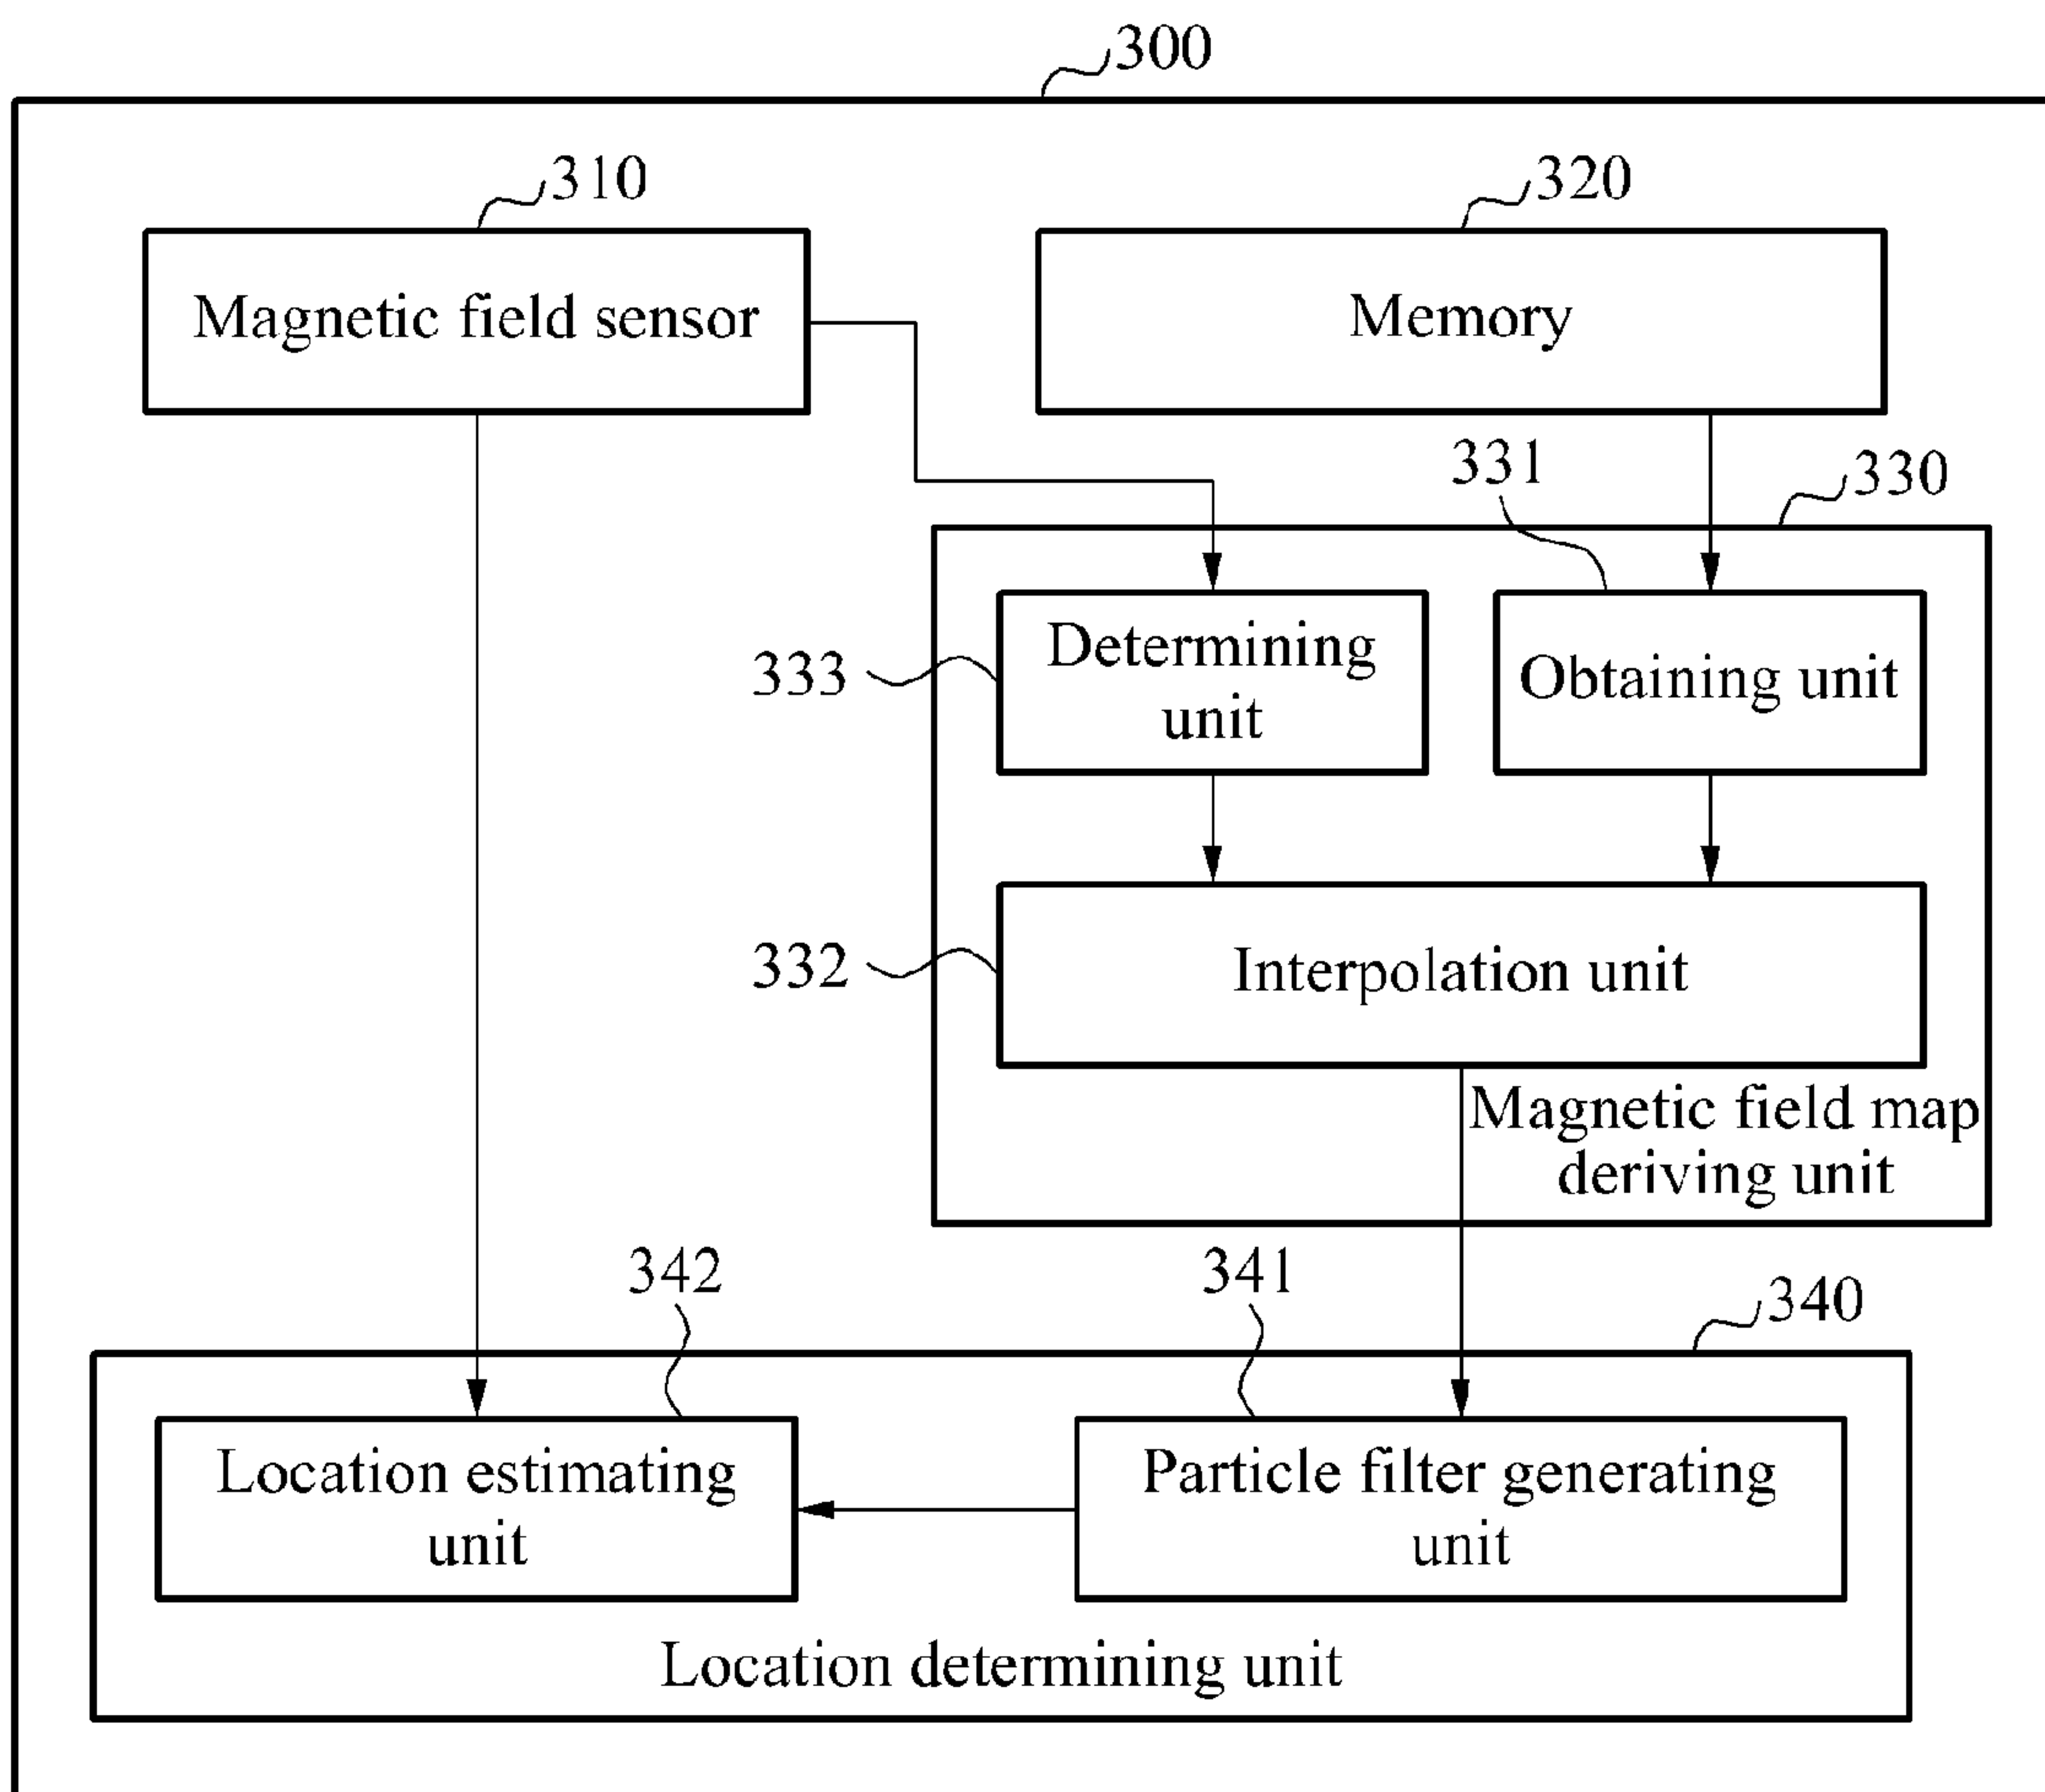 300
310
320
Magnetic field sensor
Memory
331
330
333
Determining
unit
Obtaining unit
332
Interpolation unit
Magnetic field map
deriving unit
342
341
340
Location estimating
unit
Particle filter generating
unit
Location determining unit